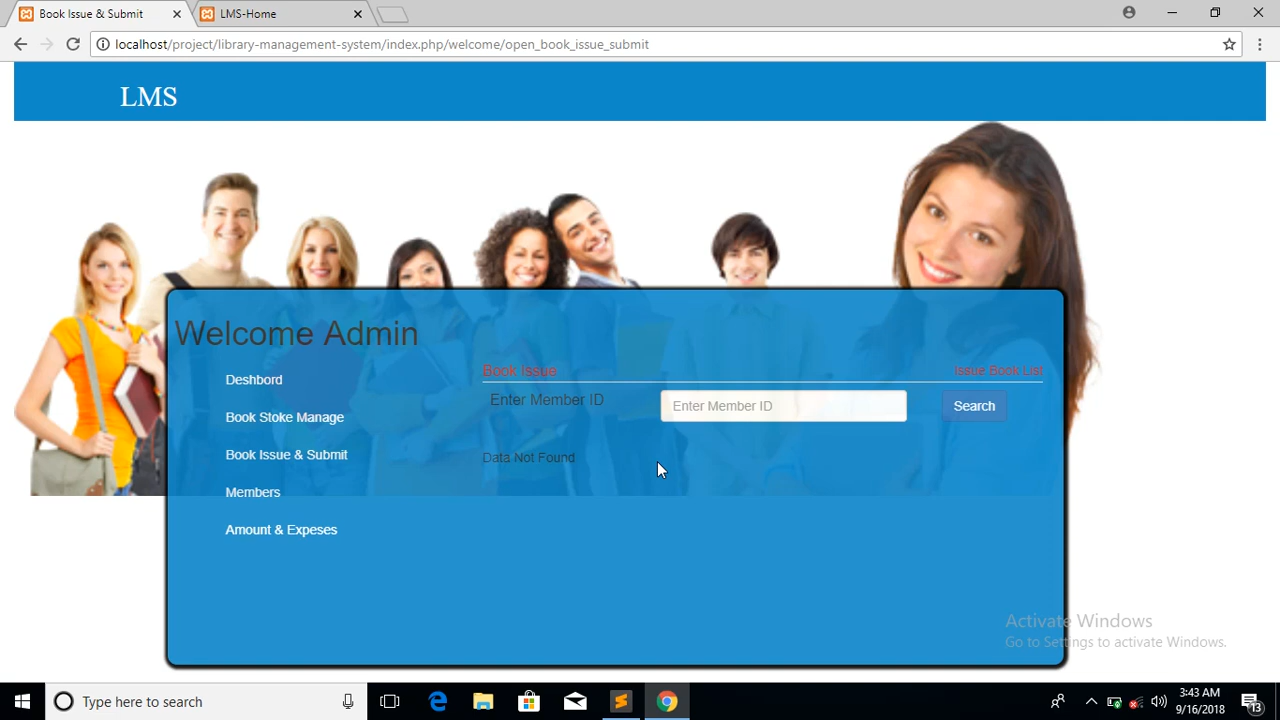 Book Issue & Submit
LMS-Home
localhost/project/library-management-system/index.php/welcome/open_book_issue_submit
LMS
Welcome Admin
Deshbord
Book Stoke Manage
Book Issue & Submit
Members
Amount & Expeses
Book Issue
Issue Book List
Enter Member ID
Enter Member ID
Search
Data Not Found
Activate Windows
Go to Settings to activate Windows.
Type here to search
3:43 AM
9/16/2018
13